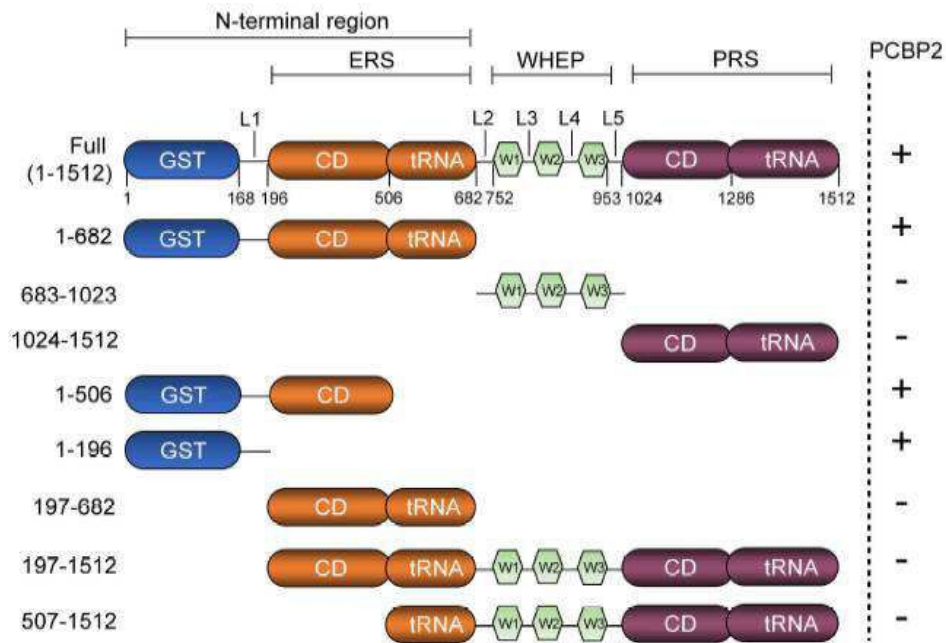 N-terminal region
ERS WHEP PRS PCBP2
L1 L2 L3 L4 L5
Full (1-1512) GST CD tRNA W1 W2 W3 CD tRNA +
1 168 196 506 682 752 953 1024 1286 1512
1-682 GST CD tRNA +
683-1023 W1 W2 W3 -
1024-1512 CD tRNA -
1-506 GST CD +
1-196 GST +
197-682 CD tRNA -
197-1512 CD tRNA W1 W2 W3 CD tRNA -
507-1512 tRNA W1 W2 W3 CD tRNA -